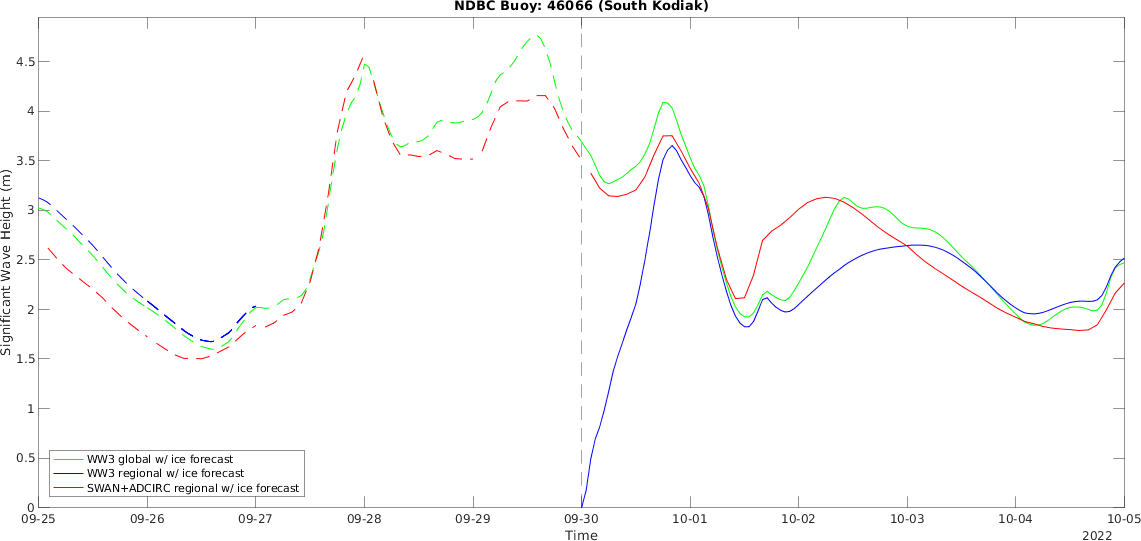 NDBC Buoy: 46066 (South Kodiak)
Significant Wave Height (m)
4.5
4
3.5
3
2.5
2
1.5
1
0.5
0
WW3 global w/ ice forecast
WW3 regional w/ ice forecast
SWAN+ADCIRC regional w/ ice forecast
09-25 09-26 09-27 09-28 09-29 09-30 10-01 10-02 10-03 10-04 10-05
Time
2022